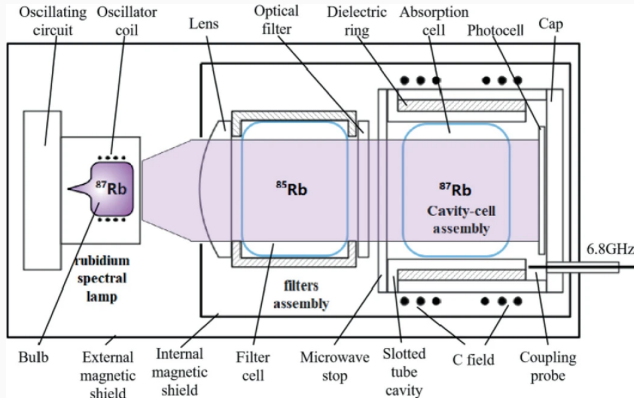 Oscillating
circuit
Oscillator
coil
Lens
Optical
filter
Dielectric
ring
Absorption
cell
Photocell
Cap
⁸⁷Rb
⁸⁵Rb
⁸⁷Rb
Cavity-cell
assembly
6.8GHz
rubidium
spectral
lamp
filters
assembly
Bulb
External
magnetic
shield
Internal
magnetic
shield
Filter
cell
Microwave
stop
Slotted
tube
cavity
C field
Coupling
probe